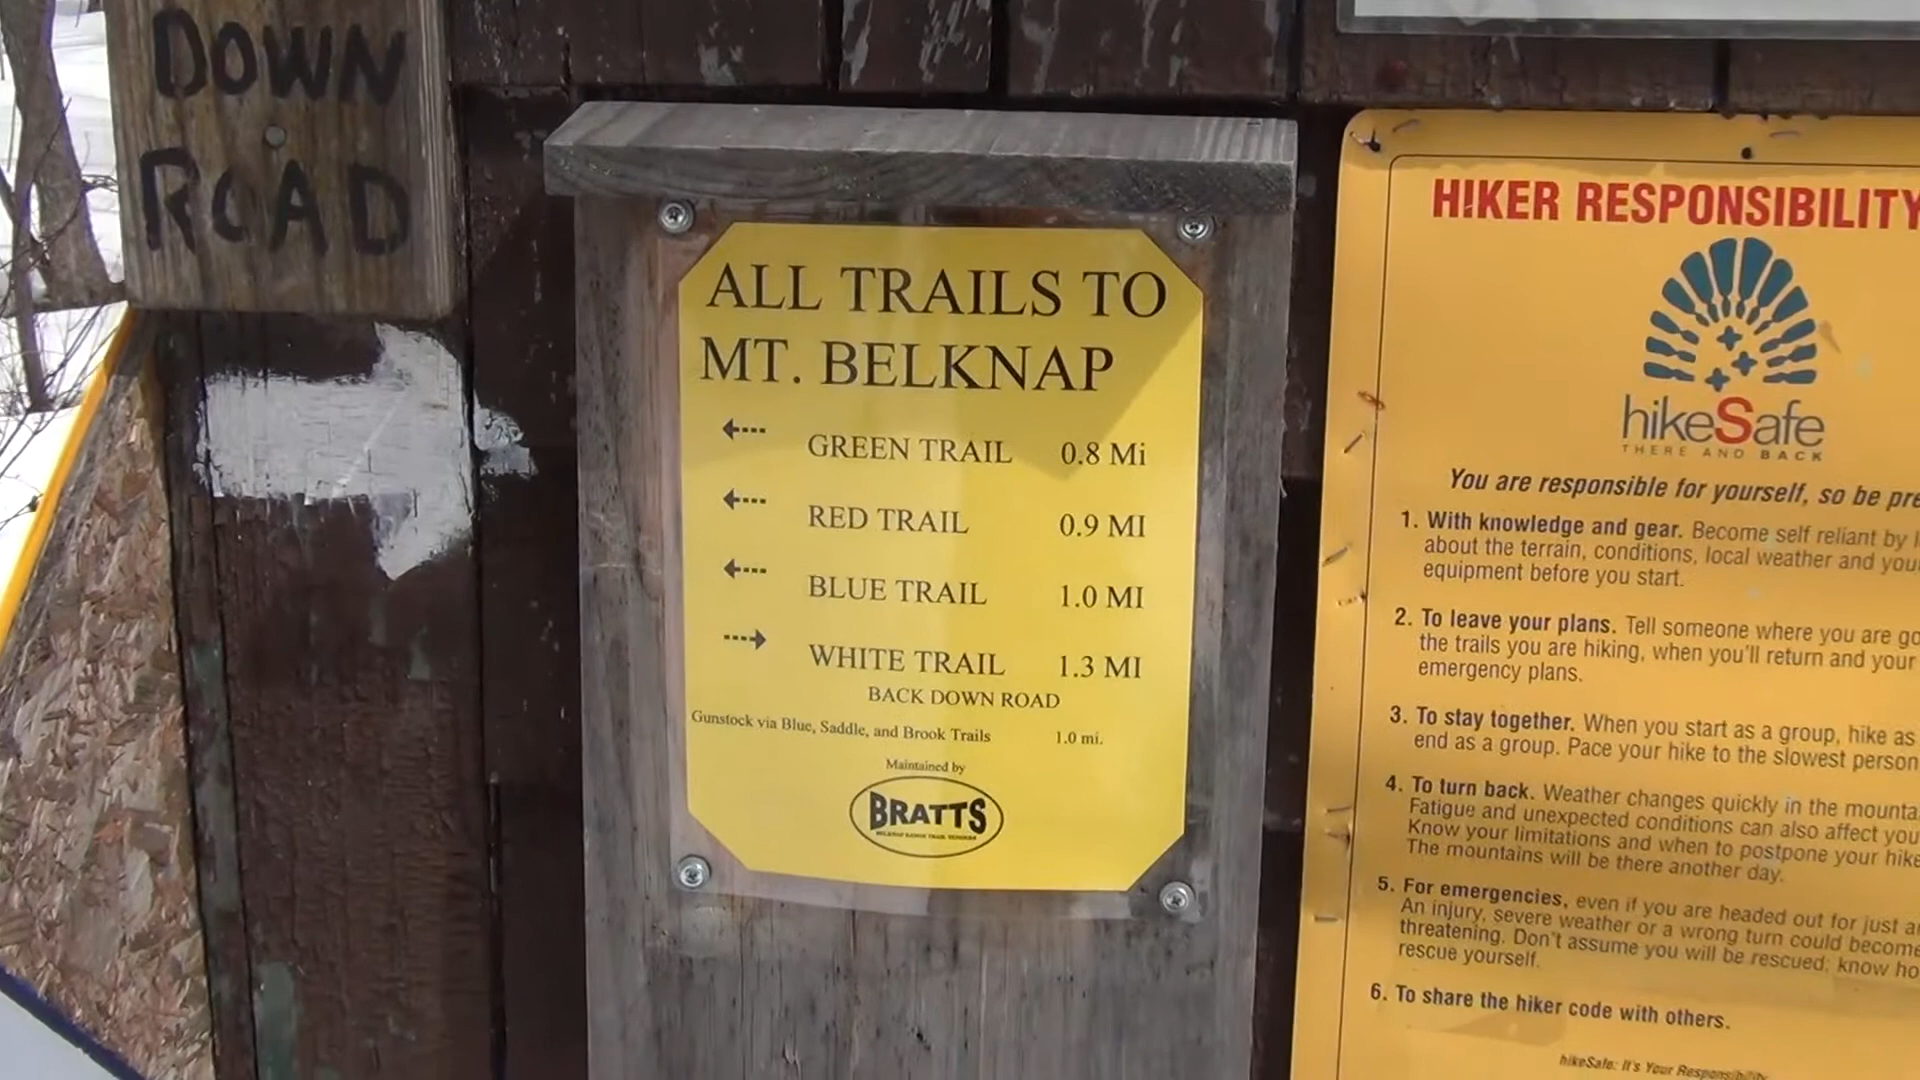 DOWN
ROAD
ALL TRAILS TO
MT. BELKNAP
GREEN TRAIL 0.8 Mi
RED TRAIL 0.9 MI
BLUE TRAIL 1.0 MI
WHITE TRAIL 1.3 MI
BACK DOWN ROAD
Gunstock via Blue, Saddle, and Brook Trails 1.0 mi.
Maintained by
BRATTS
BELKNAP RANGE TRAIL TENDERS
HIKER RESPONSIBILITY
hikeSafe
THERE AND BACK
You are responsible for yourself, so be pre
1. With knowledge and gear. Become self reliant by l
about the terrain, conditions, local weather and you
equipment before you start.
2. To leave your plans. Tell someone where you are go
the trails you are hiking, when you'll return and your
emergency plans.
3. To stay together. When you start as a group, hike as
end as a group. Pace your hike to the slowest person
4. To turn back. Weather changes quickly in the mounta
Fatigue and unexpected conditions can also affect you
Know your limitations and when to postpone your hike
The mountains will be there another day.
5. For emergencies, even if you are headed out for just a
An injury, severe weather or a wrong turn could become
threatening. Don't assume you will be rescued; know ho
rescue yourself.
6. To share the hiker code with others.
hikeSafe: It's Your Responsibility